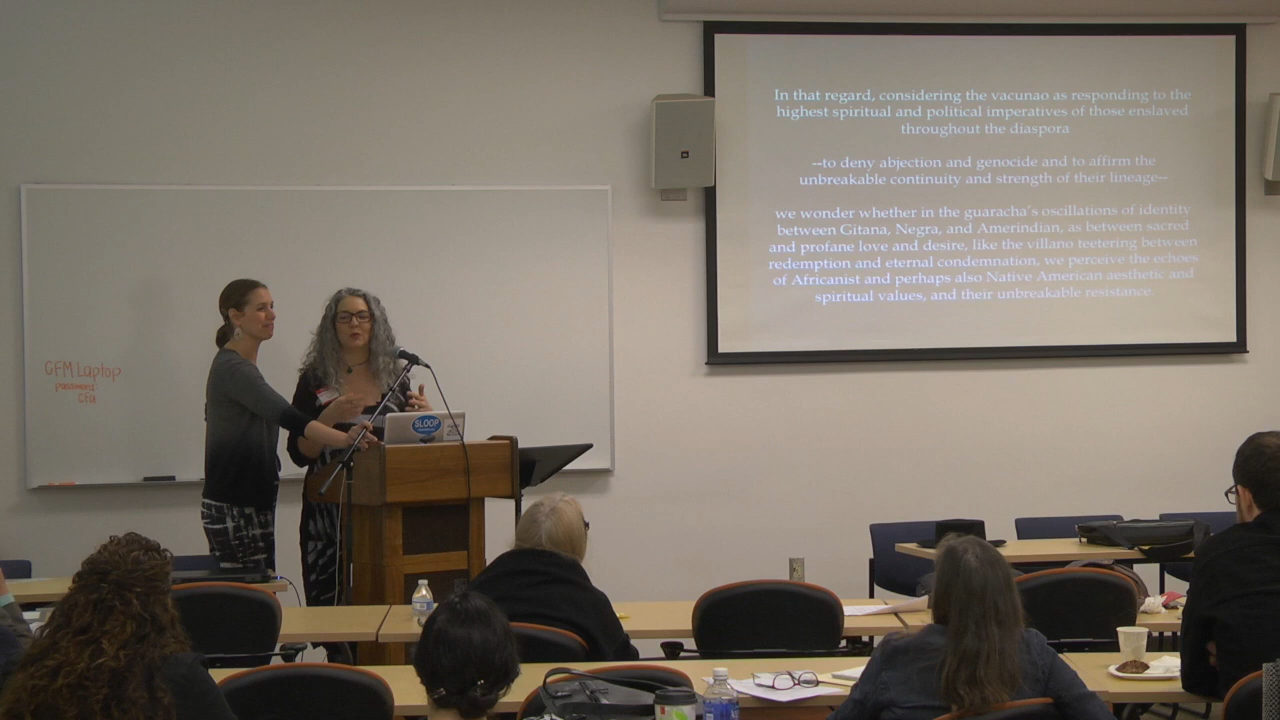 In that regard, considering the vacunao as responding to the
highest spiritual and political imperatives of those enslaved
throughout the diaspora
--to deny abjection and genocide and to affirm the
unbreakable continuity and strength of their lineage--
we wonder whether in the guaracha's oscillations of identity
between Gitana, Negra, and Amerindian, as between sacred
and profane love and desire, like the villano teetering between
redemption and eternal condemnation, we perceive the echoes
of Africanist and perhaps also Native American aesthetic and
spiritual values, and their unbreakable resistance.
CFM Laptop
password:
cfa
SLOOP